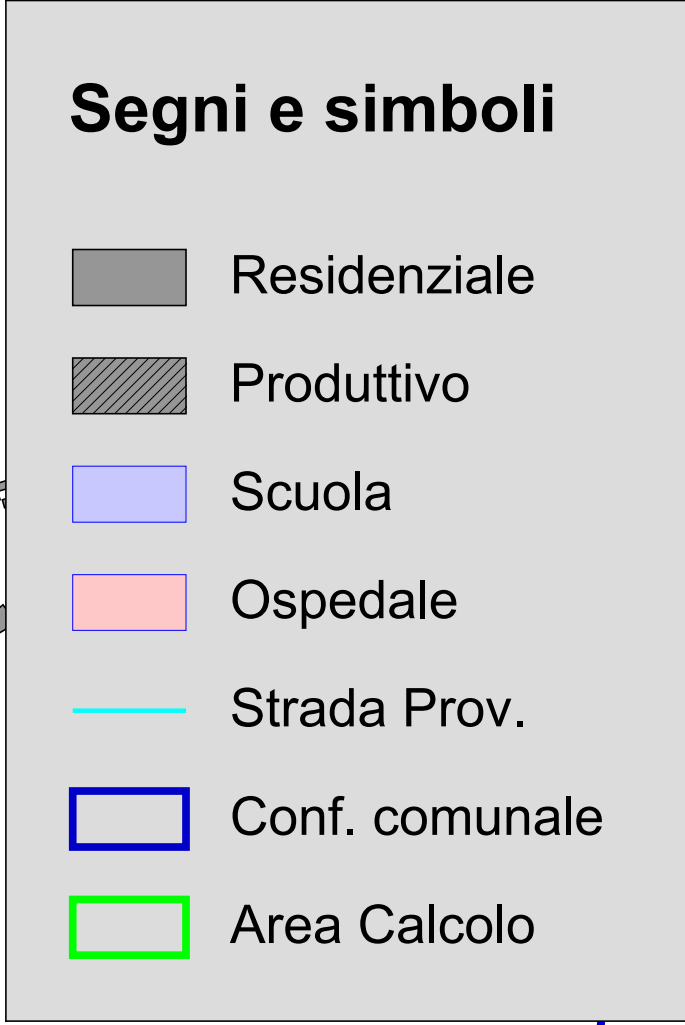 Segni e simboli
Residenziale
Produttivo
Scuola
Ospedale
Strada Prov.
Conf. comunale
Area Calcolo